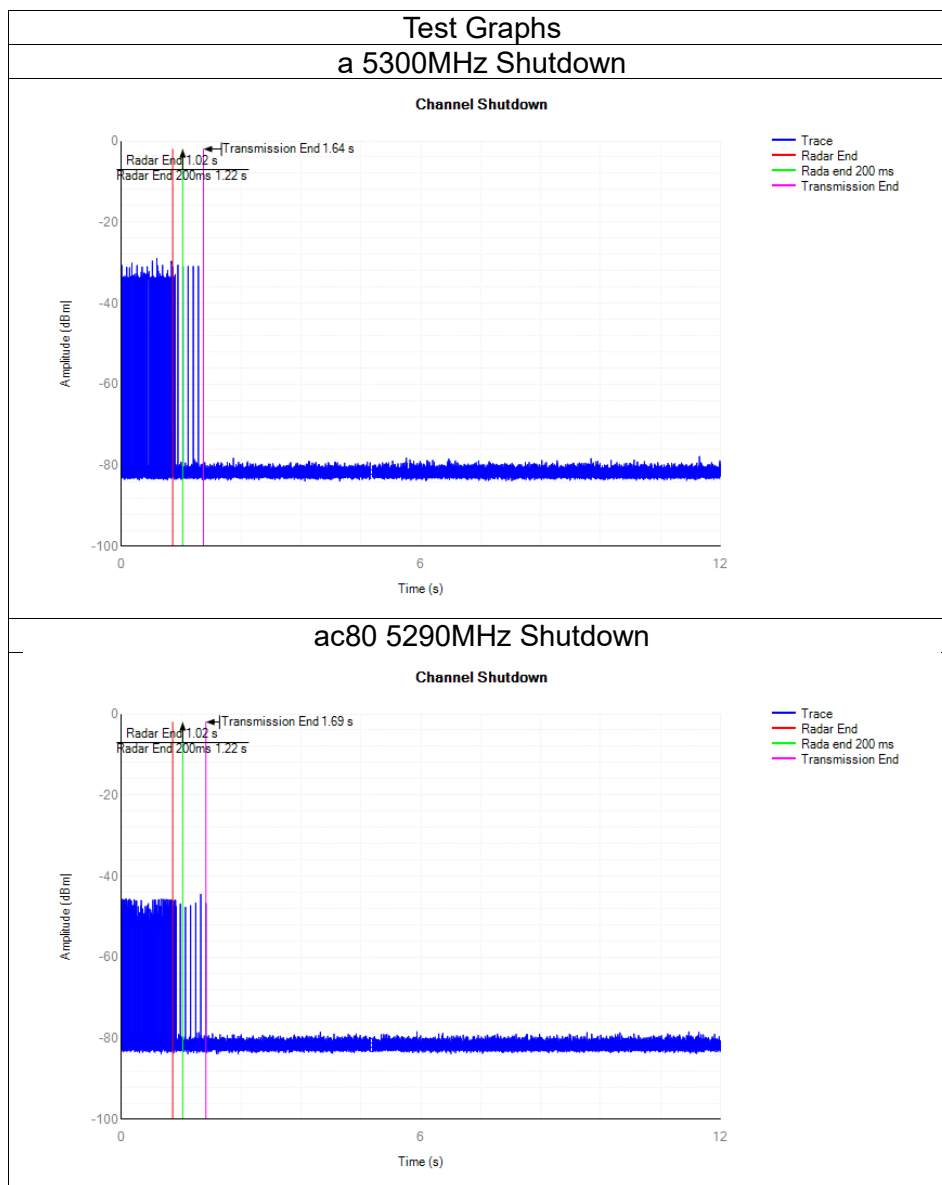 Test Graphs
a 5300MHz Shutdown
Channel Shutdown
Transmission End 1.64 s
Radar End 1.02 s
Radar End 200ms 1.22 s
Trace
Radar End
Rada end 200 ms
Transmission End
0
-20
-40
-60
-80
-100
Amplitude [dBm]
0 6 12
Time (s)
ac80 5290MHz Shutdown
Channel Shutdown
Transmission End 1.69 s
Radar End 1.02 s
Radar End 200ms 1.22 s
Trace
Radar End
Rada end 200 ms
Transmission End
0
-20
-40
-60
-80
-100
Amplitude [dBm]
0 6 12
Time (s)